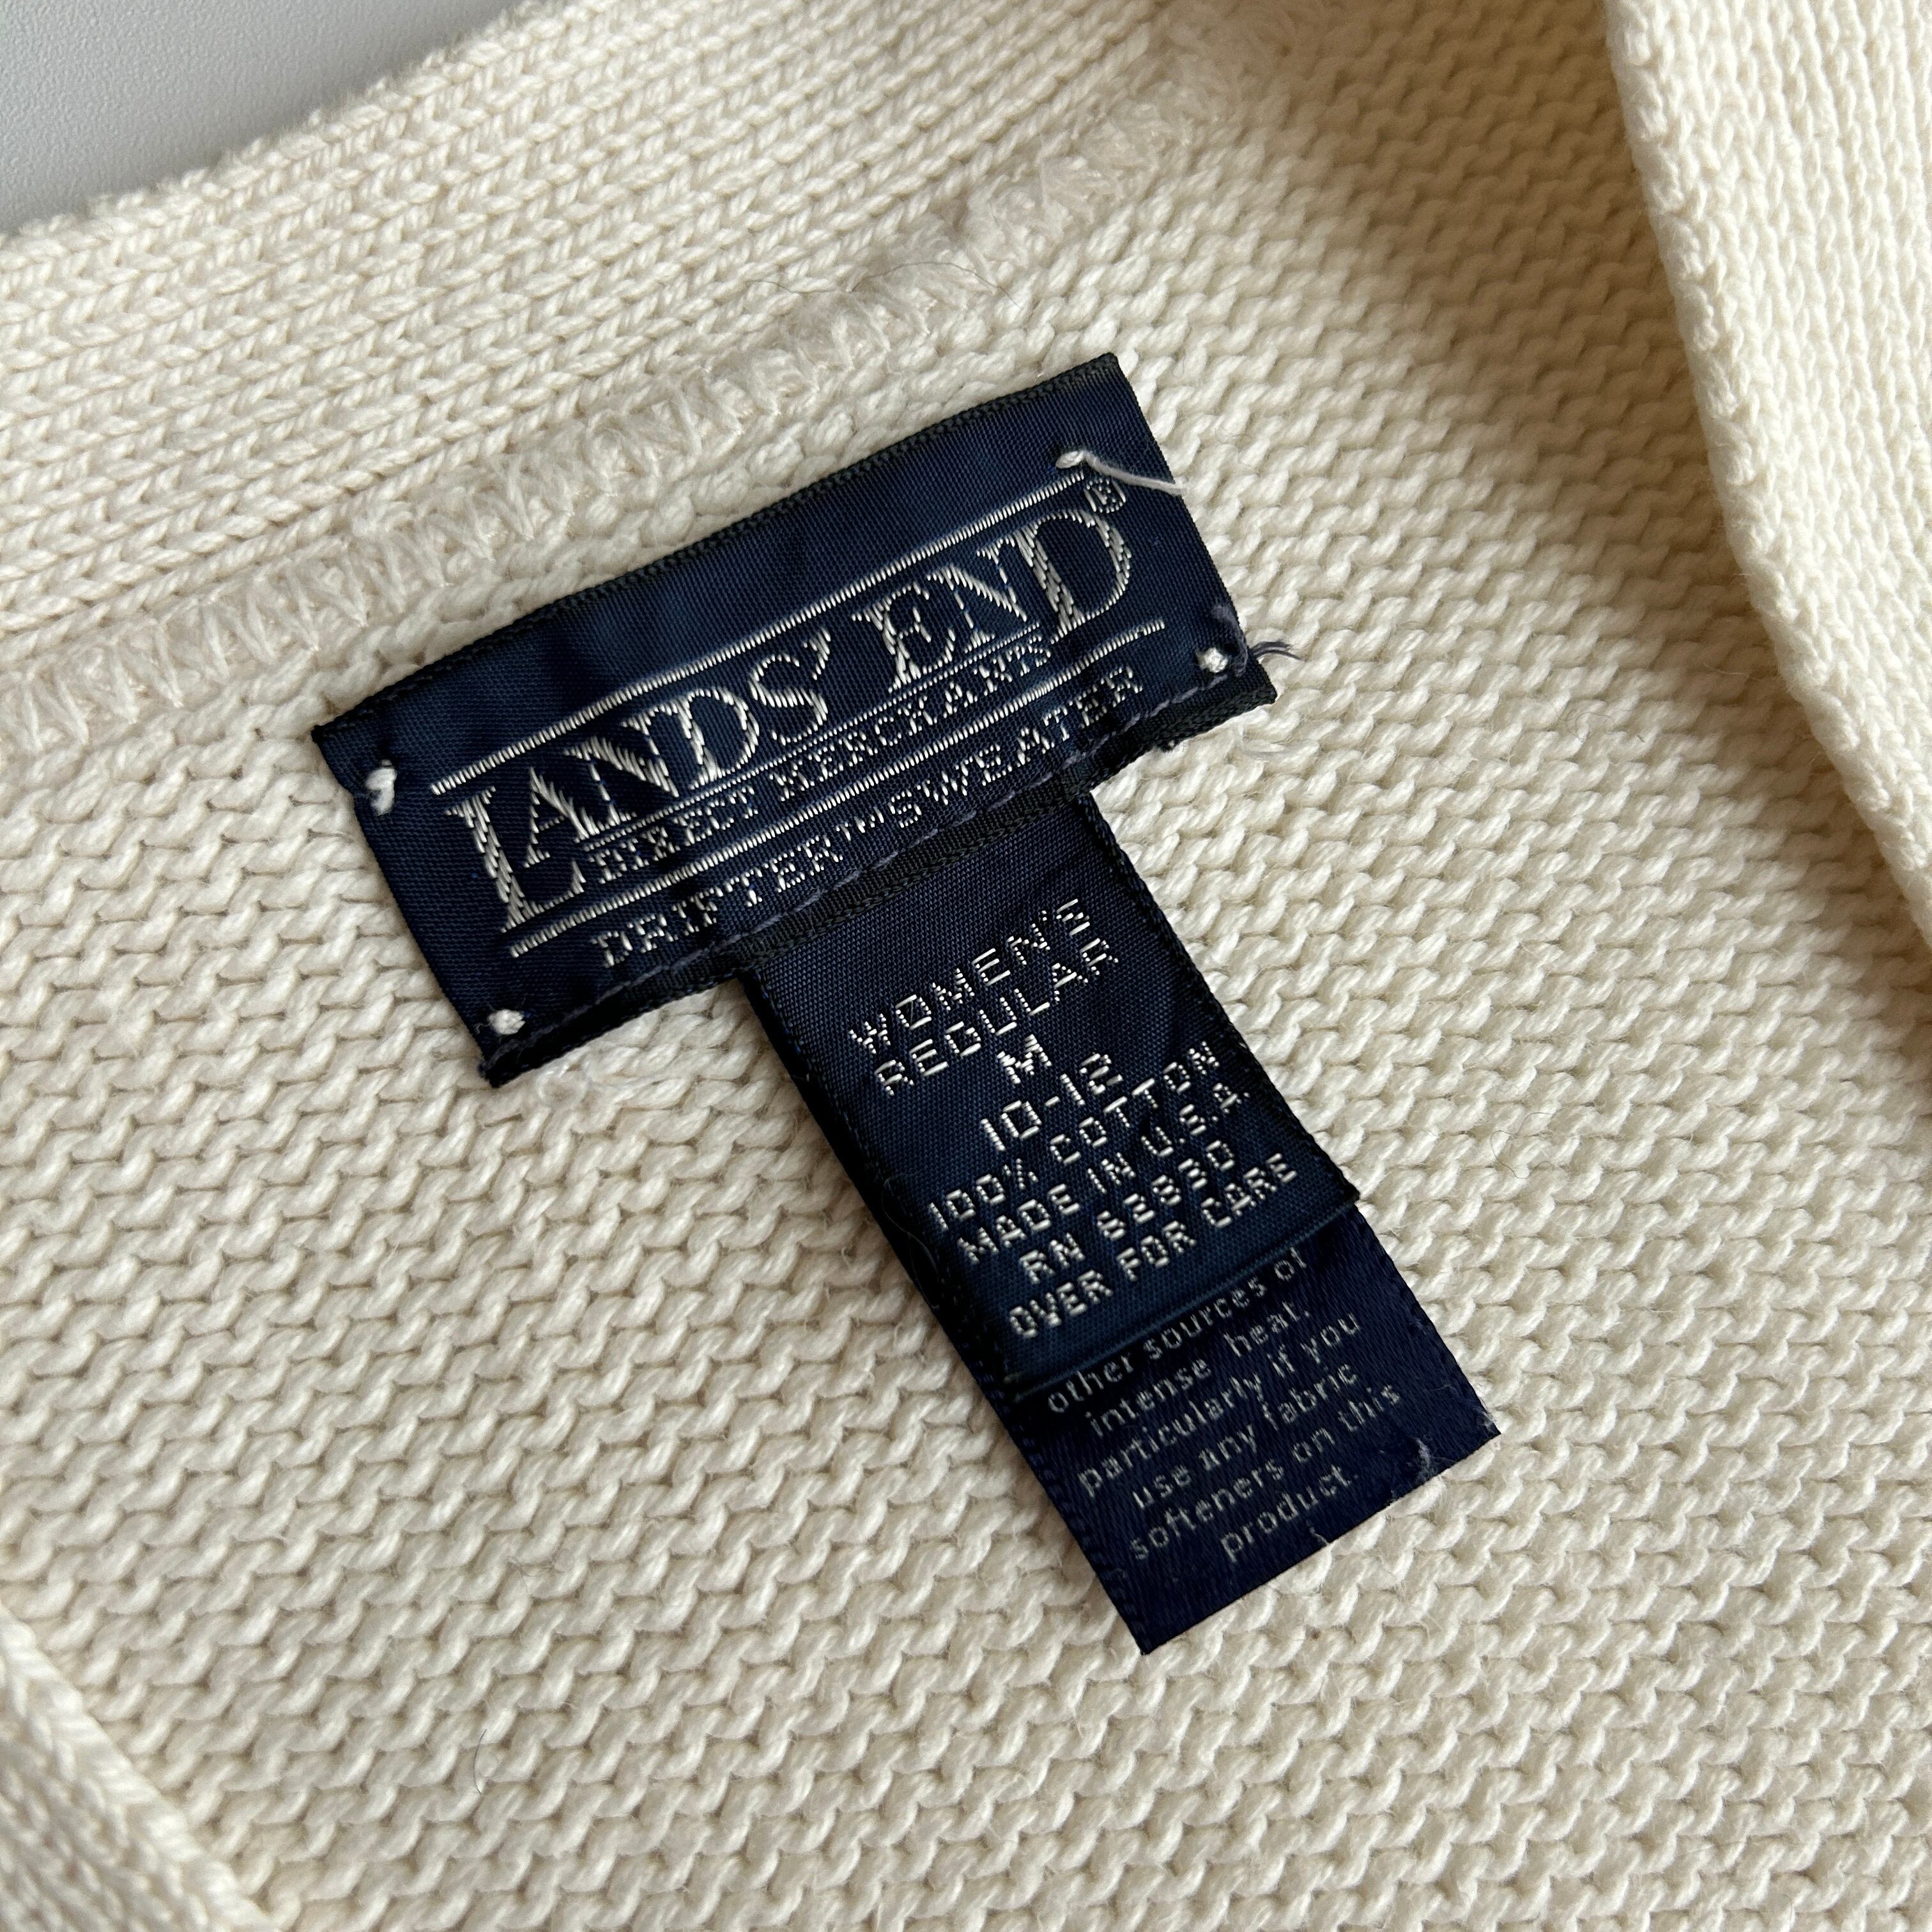 LANDS' END®
DIRECT MERCHANTS
DRIFTER™ SWEATER
WOMEN'S
REGULAR
M
10-12
100% COTTON
MADE IN U.S.A.
RN
OVER FOR CARE
other sources of
intense heat,
particularly if you
use any fabric
softeners on this
product.